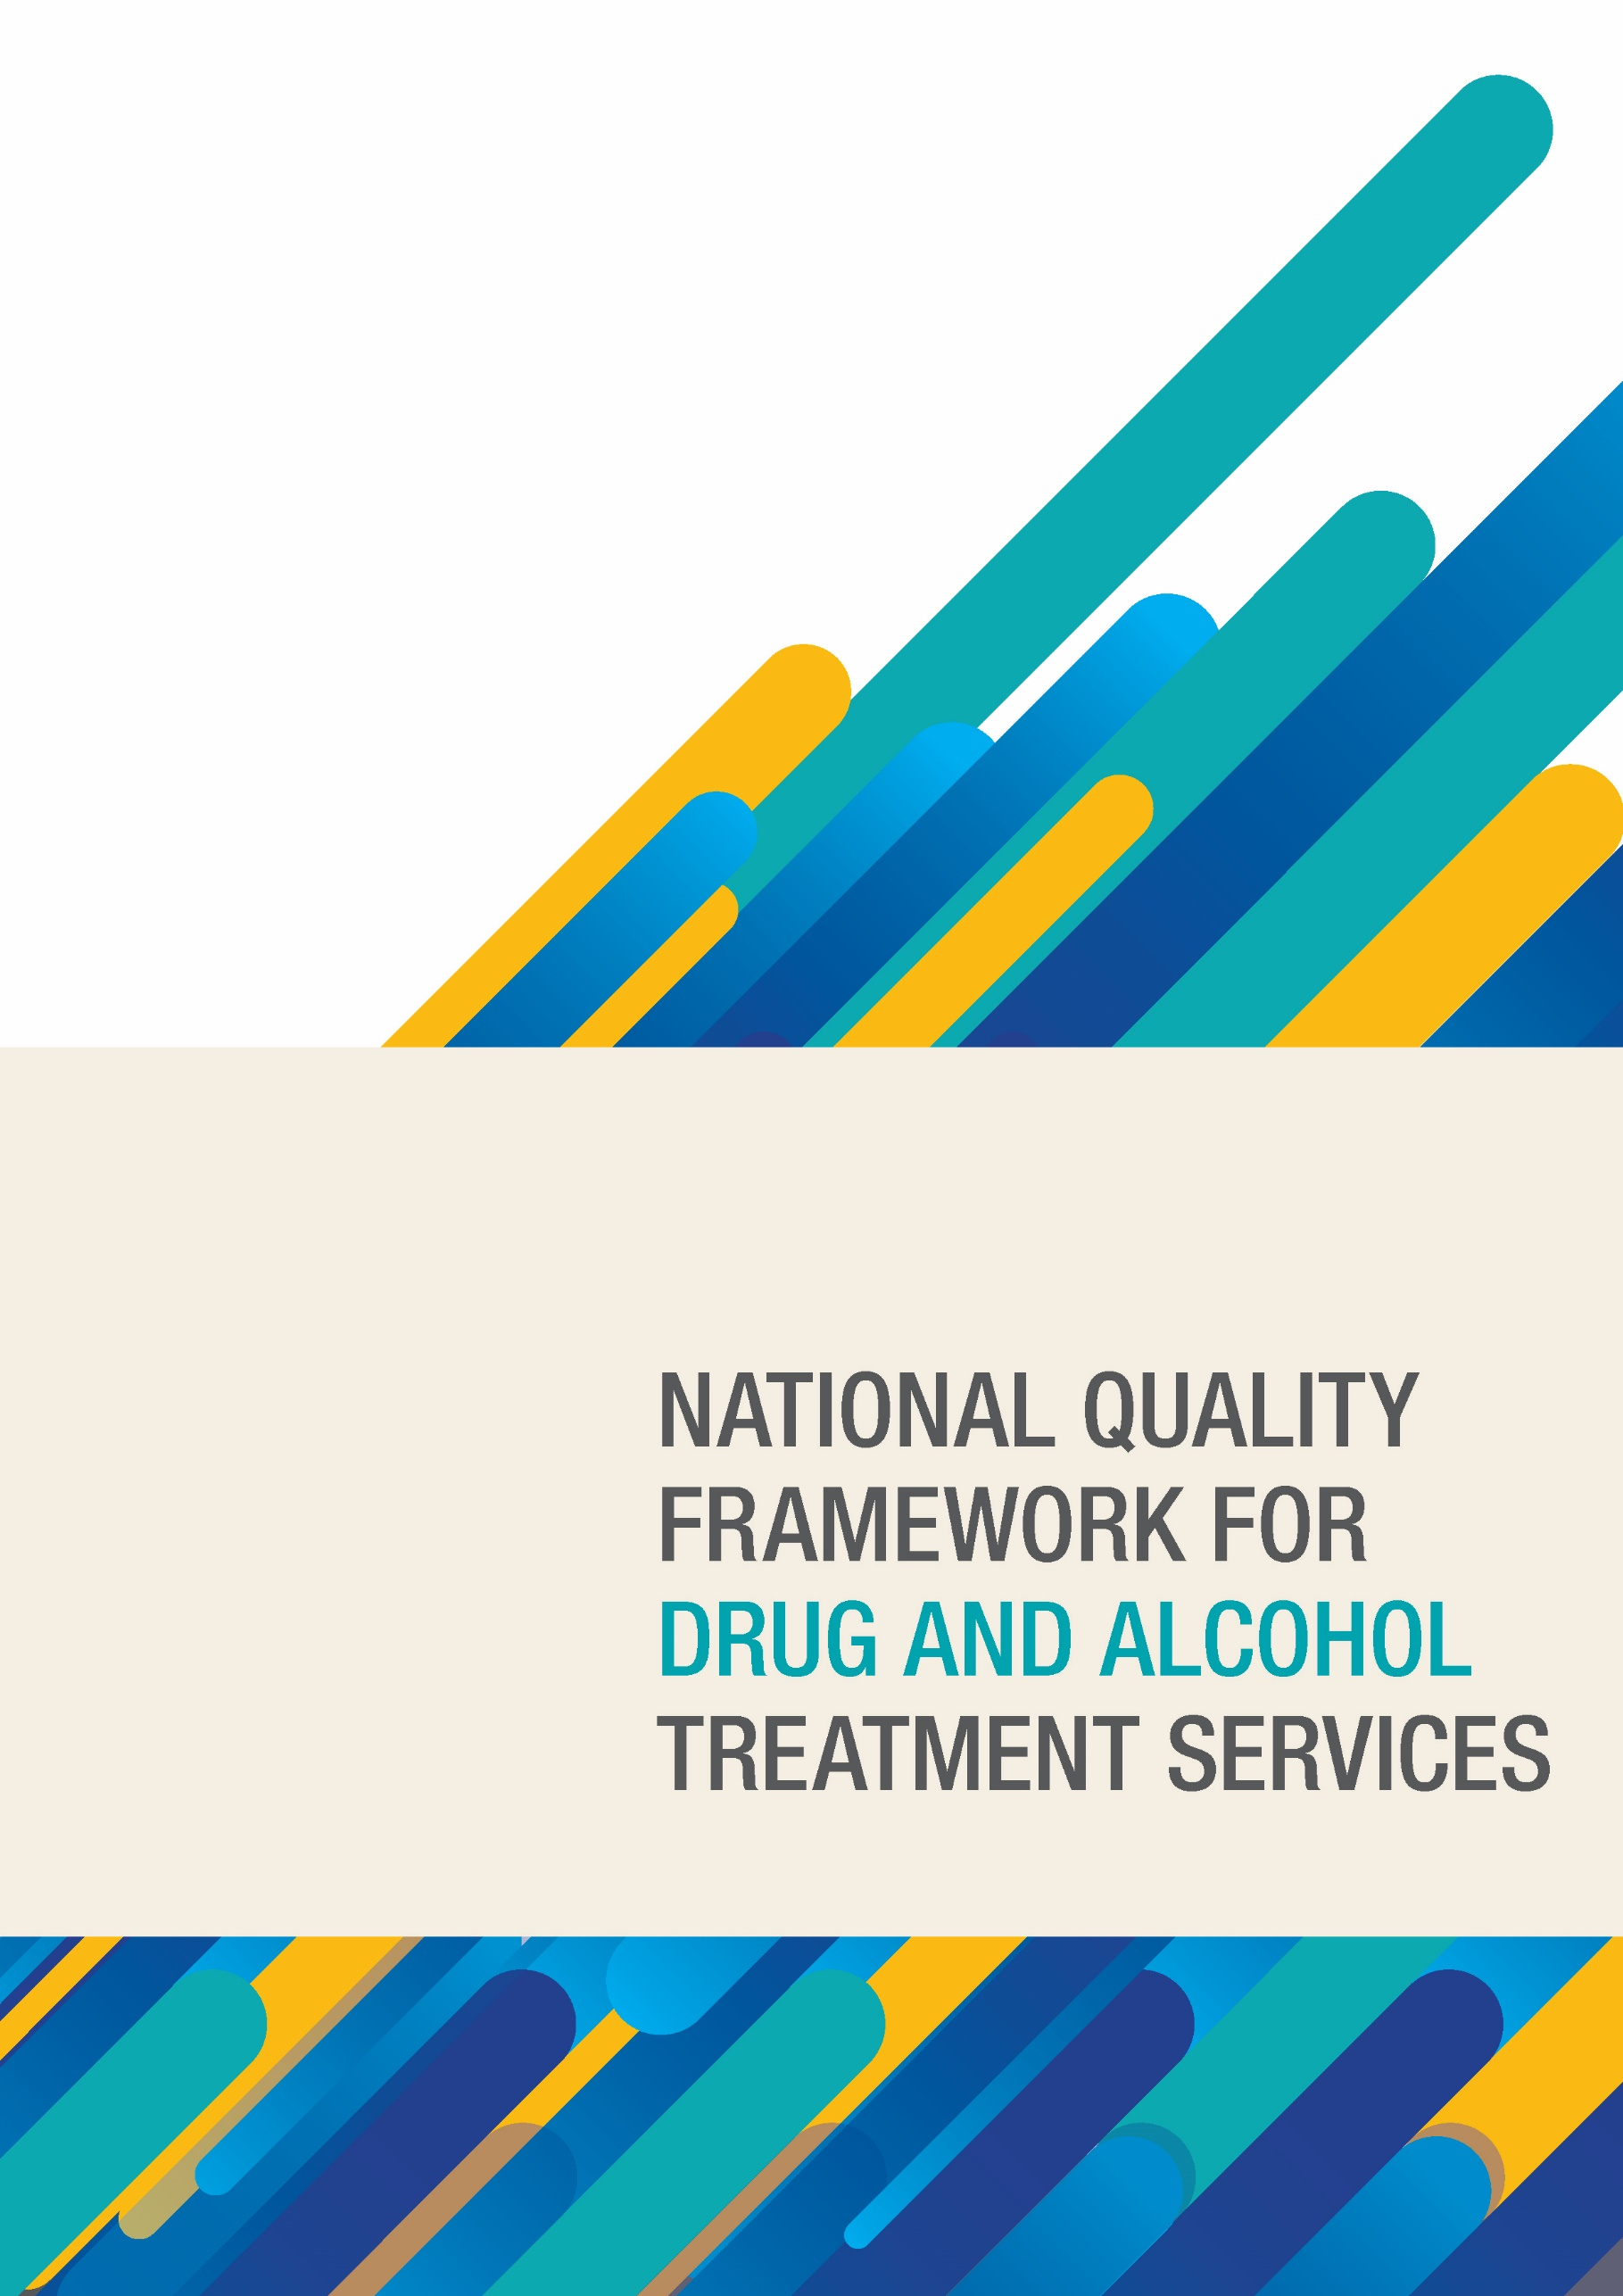 NATIONAL QUALITY
FRAMEWORK FOR
DRUG AND ALCOHOL
TREATMENT SERVICES